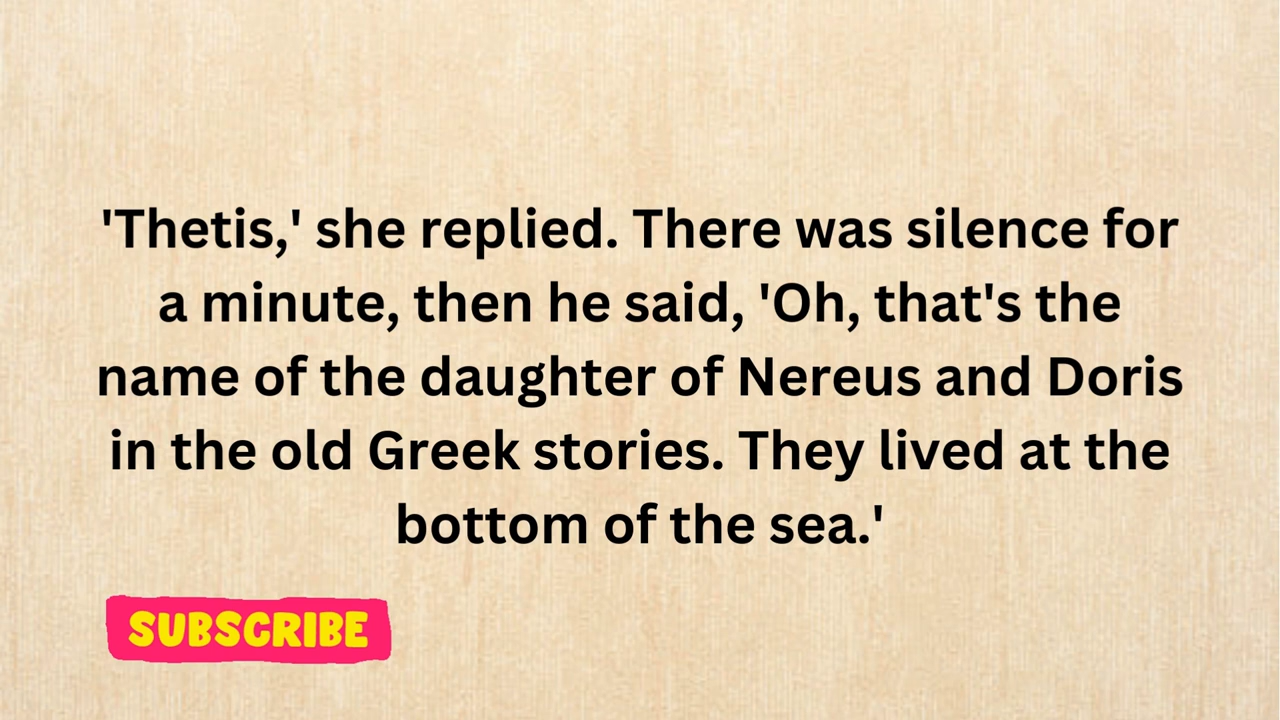 'Thetis,' she replied. There was silence for
a minute, then he said, 'Oh, that's the
name of the daughter of Nereus and Doris
in the old Greek stories. They lived at the
bottom of the sea.'
SUBSCRIBE